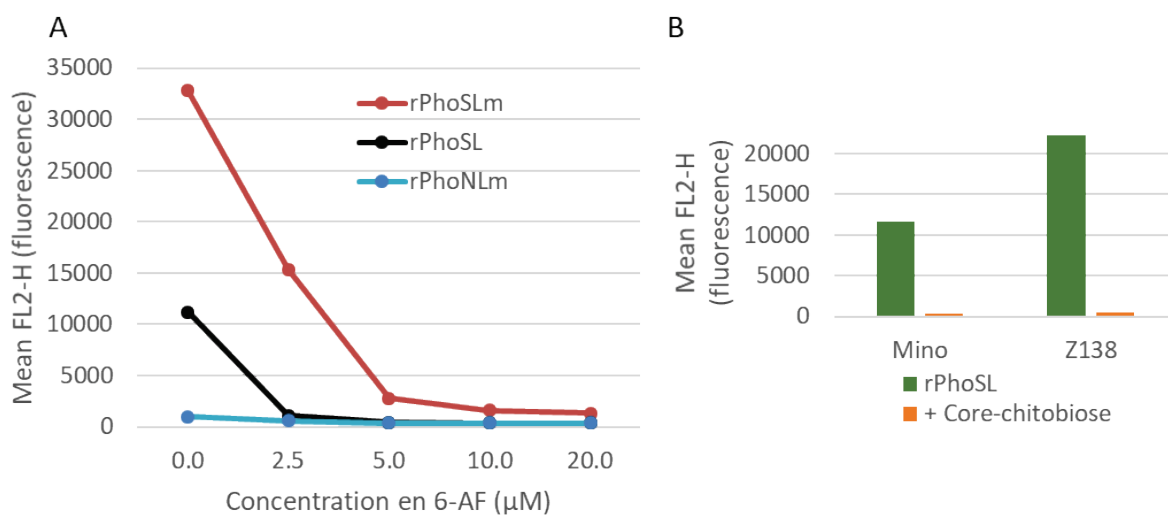 A
35000
30000
25000
20000
15000
10000
5000
0
Mean FL2-H (fluorescence)
rPhoSLm
rPhoSL
rPhoNLm
0.0 2.5 5.0 10.0 20.0
Concentration en 6-AF (µM)
B
20000
15000
10000
5000
0
Mean FL2-H
(fluorescence)
Mino Z138
rPhoSL
+ Core-chitobiose